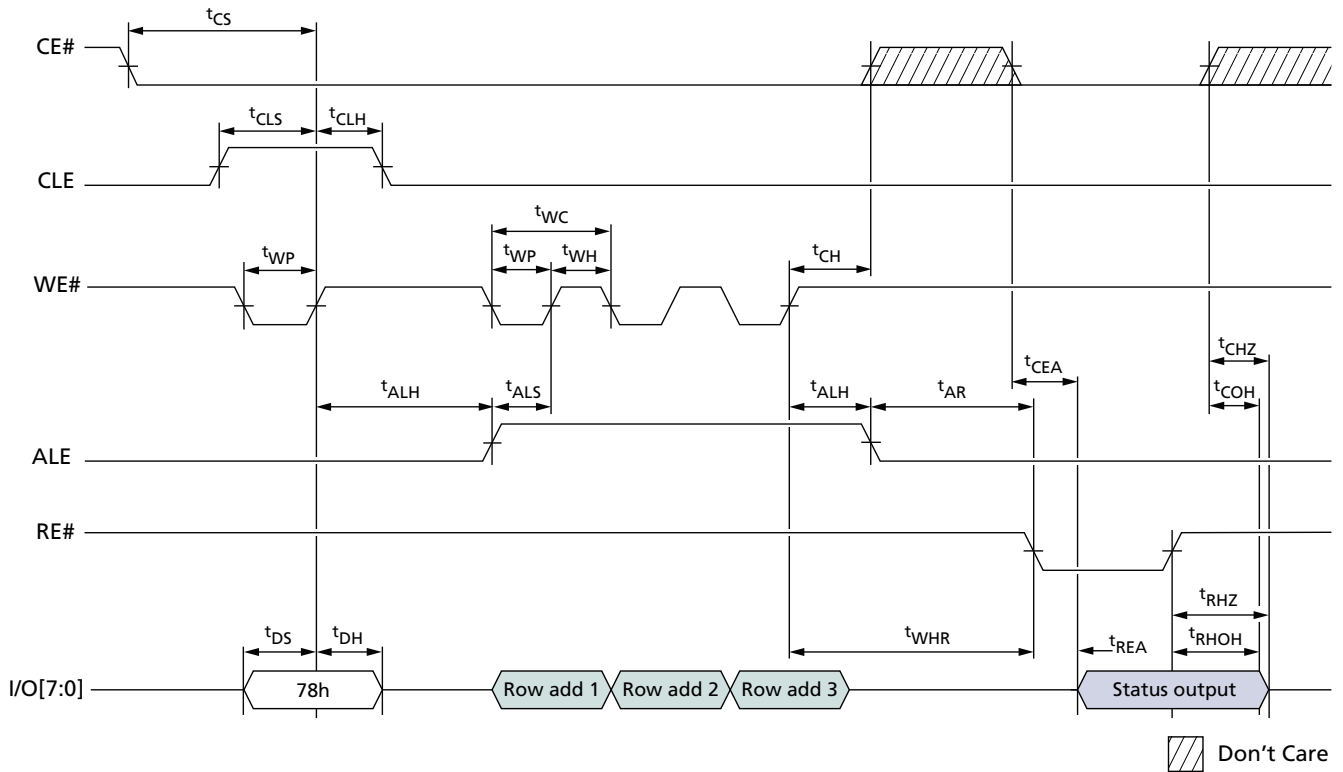 tCS
CE#
tCLS
tCLH
CLE
tWC
tWP
tWP
tWH
tCH
WE#
tCEA
tCHZ
tALH
tALS
tALH
tAR
tCOH
ALE
RE#
tRHZ
tDS
tDH
tWHR
tREA
tRHOH
I/O[7:0]
78h
Row add 1
Row add 2
Row add 3
Status output
Don't Care